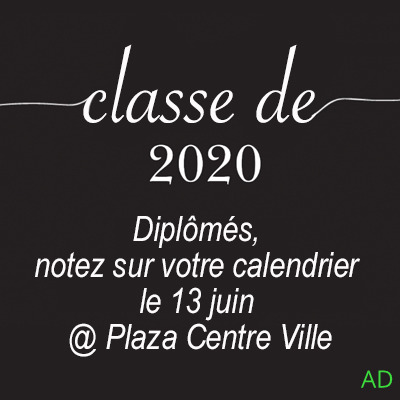 classe de
2020
Diplômés,
notez sur votre calendrier
le 13 juin
@ Plaza Centre Ville
AD